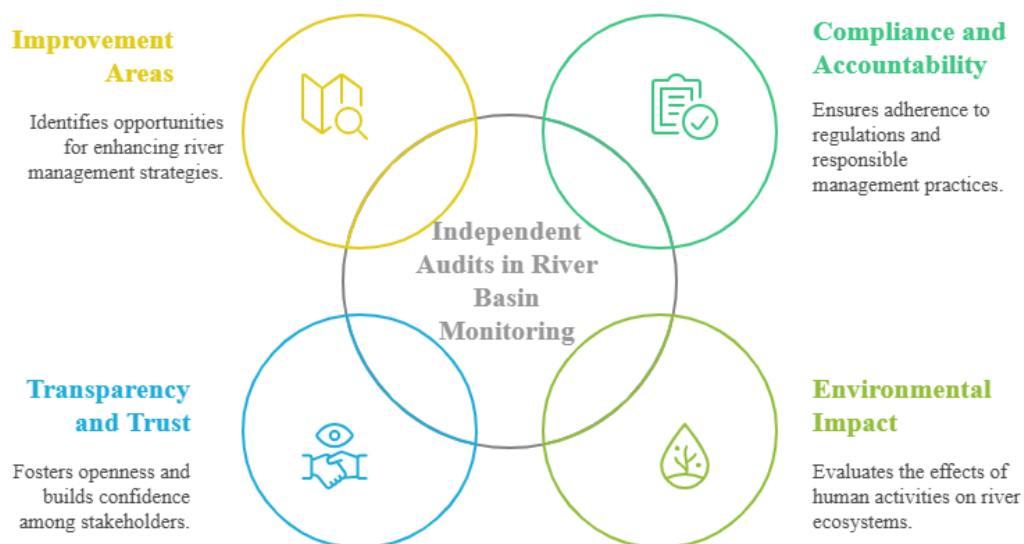 Improvement
Areas
Identifies opportunities
for enhancing river
management strategies.
Compliance and
Accountability
Ensures adherence to
regulations and
responsible
management practices.
Independent
Audits in River
Basin
Monitoring
Transparency
and Trust
Fosters openness and
builds confidence
among stakeholders.
Environmental
Impact
Evaluates the effects of
human activities on river
ecosystems.